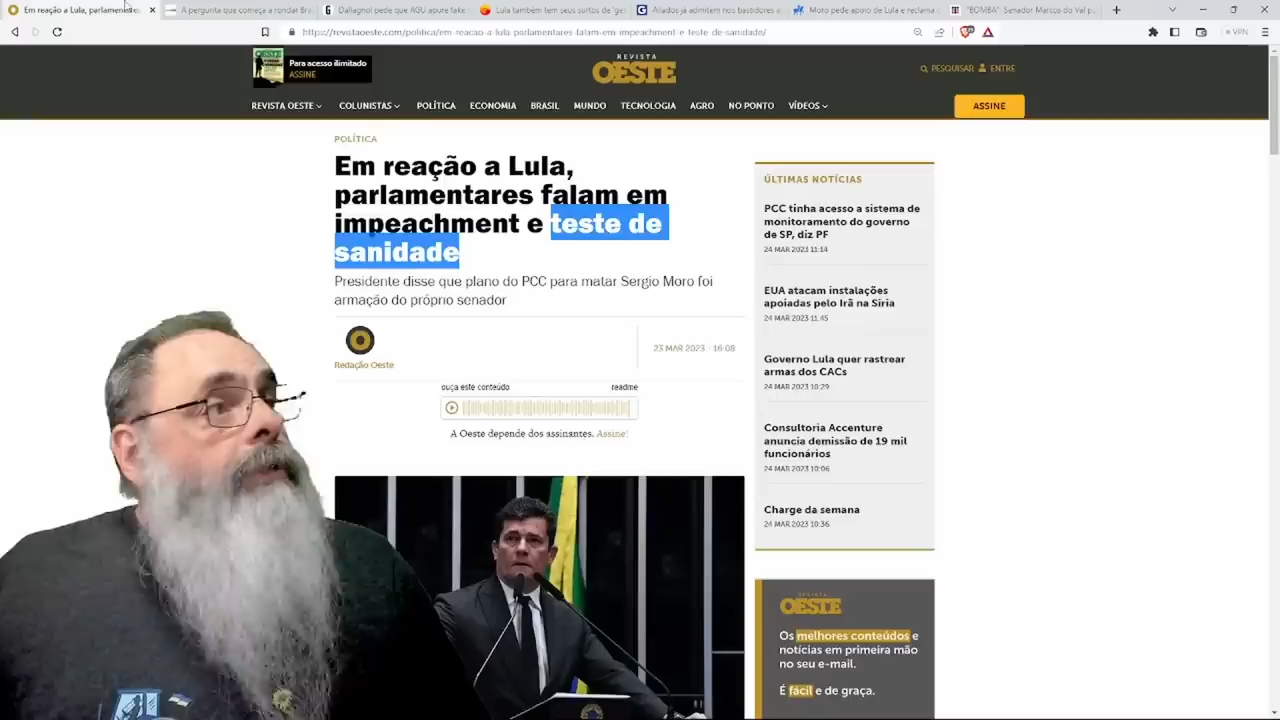 Em reação a Lula, parlamentare
A pergunta que começa a rondar Bra
Dallagnol pede que AGU apure fake
Lula também tem seus surtos de 'ge
Aliados já admitem nos bastidores a
Moro pede apoio de Lula e reclama
"BOMBA": Senador Marcos do Val p
https://revistaoeste.com/politica/em-reacao-a-lula-parlamentares-falam-em-impeachment-e-teste-de-sanidade/
VPN
OESTE
Para acesso ilimitado
ASSINE
REVISTA
OESTE
PESQUISAR
ENTRE
REVISTA OESTE
COLUNISTAS
POLÍTICA
ECONOMIA
BRASIL
MUNDO
TECNOLOGIA
AGRO
NO PONTO
VÍDEOS
ASSINE
POLÍTICA
Em reação a Lula,
parlamentares falam em
impeachment e teste de
sanidade
Presidente disse que plano do PCC para matar Sergio Moro foi
armação do próprio senador
Redação Oeste
23 MAR 2023 - 16:08
ouça este conteúdo
readme
A Oeste depende dos assinantes. Assine!
ÚLTIMAS NOTÍCIAS
PCC tinha acesso a sistema de
monitoramento do governo
de SP, diz PF
24 MAR 2023 11:14
EUA atacam instalações
apoiadas pelo Irã na Síria
24 MAR 2023 11:45
Governo Lula quer rastrear
armas dos CACs
24 MAR 2023 10:29
Consultoria Accenture
anuncia demissão de 19 mil
funcionários
24 MAR 2023 10:06
Charge da semana
24 MAR 2023 10:36
REVISTA
OESTE
Os melhores conteúdos e
notícias em primeira mão
no seu e-mail.
É fácil e de graça.